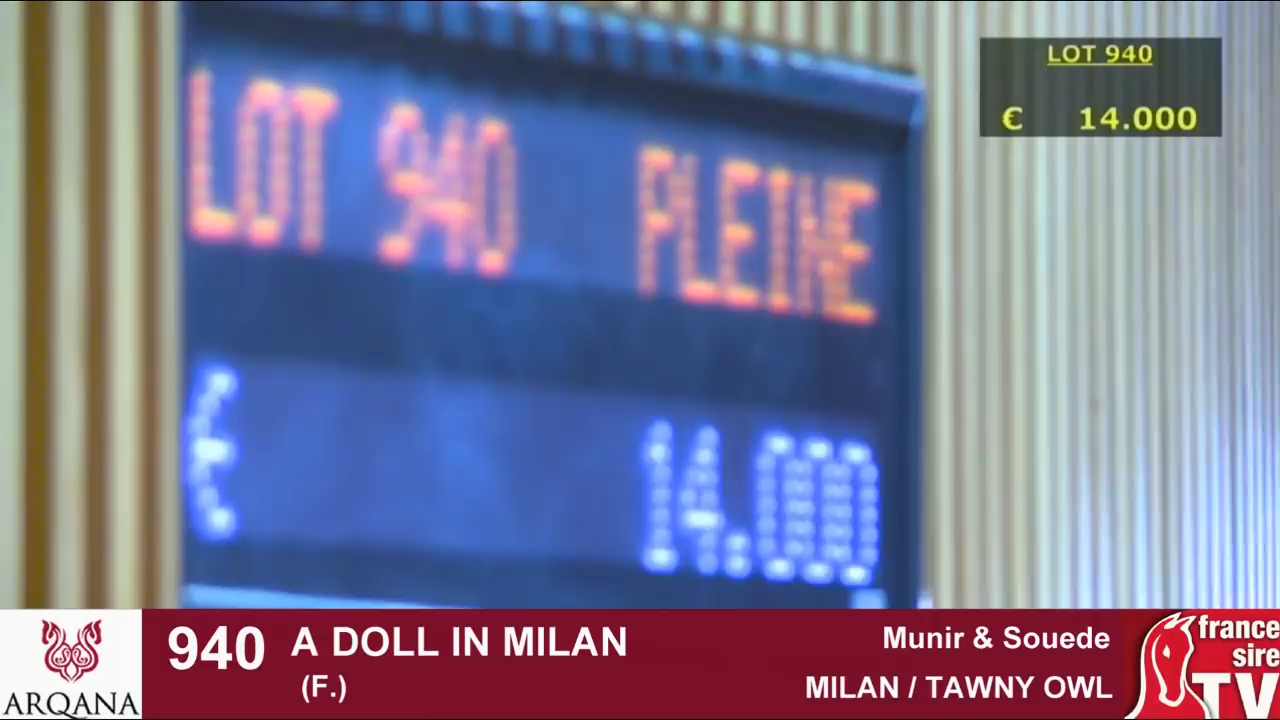 LOT 940 PLEINE
€ 14.000
LOT 940
€ 14.000
ARQANA
940 A DOLL IN MILAN
(F.)
Munir & Souede
MILAN / TAWNY OWL
france
sire
TV